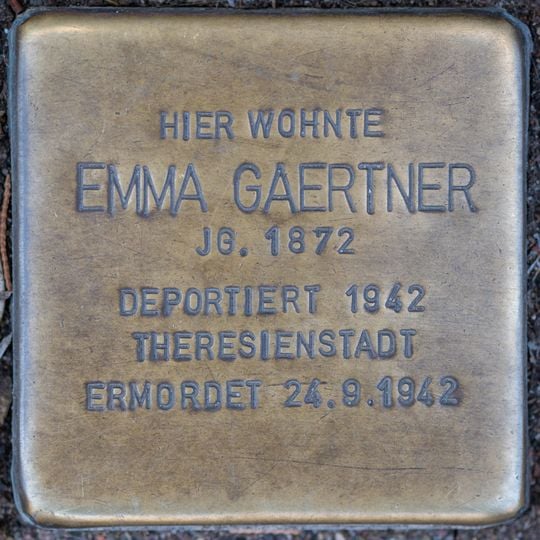 HIER WOHNTE
EMMA GAERTNER
JG. 1872
DEPORTIERT 1942
THERESIENSTADT
ERMORDET 24.9.1942